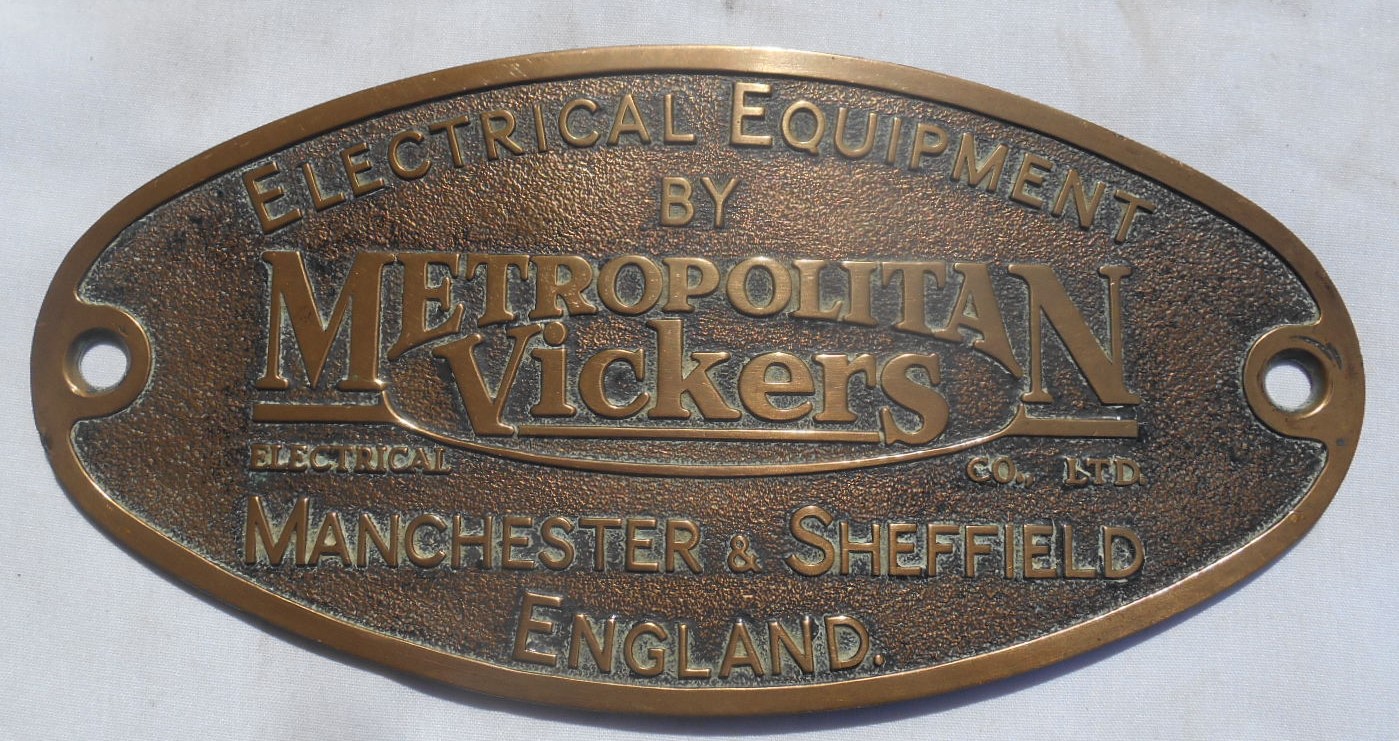 ELECTRICAL EQUIPMENT
BY
METROPOLITAN
Vickers
ELECTRICAL CO., LTD.
MANCHESTER & SHEFFIELD
ENGLAND.